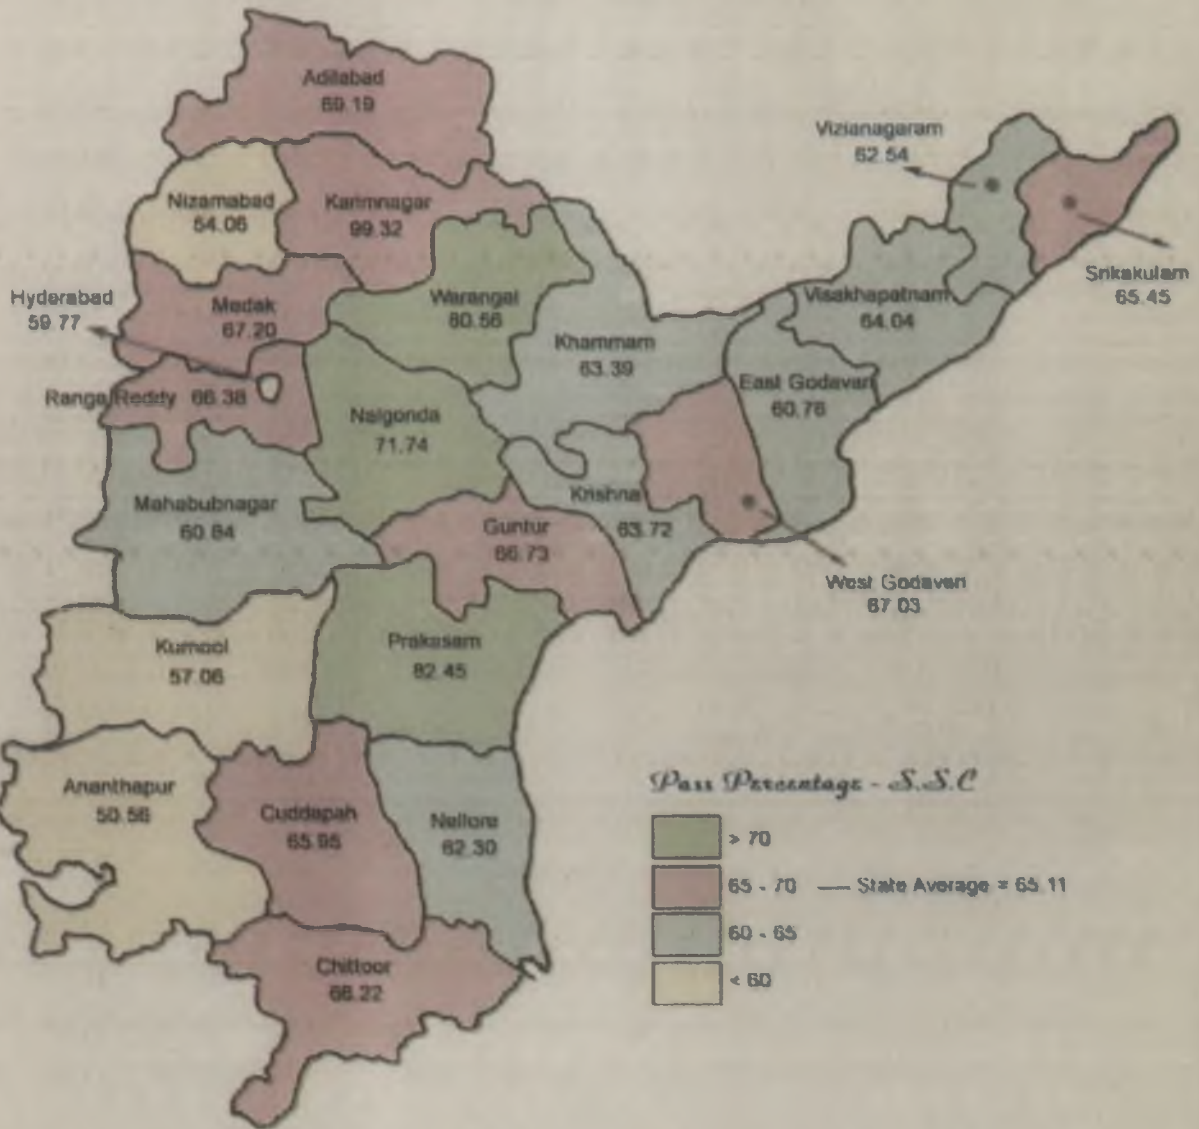 Adilabad
69.19
Vizianagaram
62.54
Nizamabad
54.06
Karimnagar
99.32
Srikakulam
65.45
Hyderabad
59.77
Medak
67.20
Warangal
80.56
Visakhapatnam
64.04
Khammam
63.39
Ranga Reddy 66.38
East Godavari
60.76
Nalgonda
71.74
Mahabubnagar
60.84
Krishna
63.72
Guntur
66.73
West Godavari
67 03
Kurnool
57.06
Prakasam
82.45
Ananthapur
50.56
Cuddapah
65.95
Nellore
62.30
Pass Percentage - S.S.C
> 70
65 - 70 — State Average = 65.11
60 - 65
< 60
Chittoor
66.22